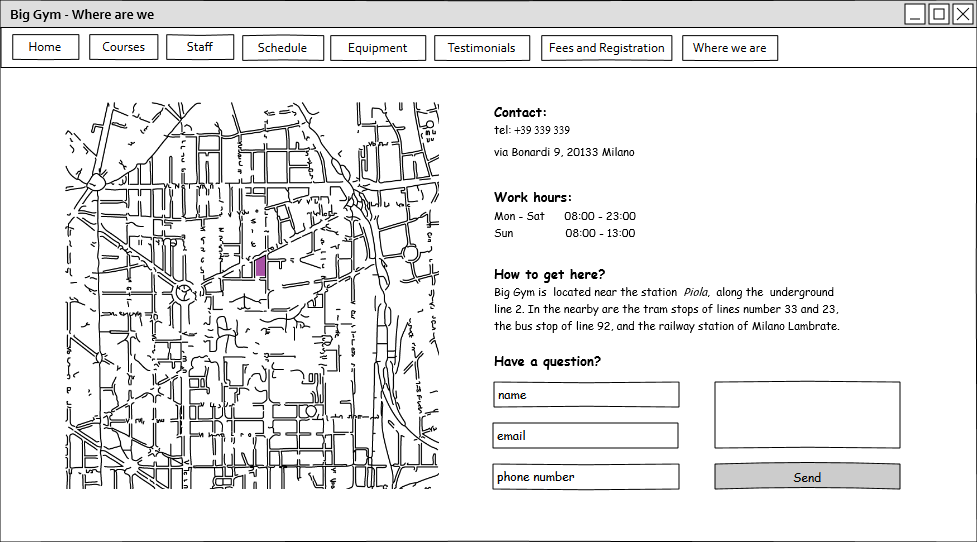 Big Gym - Where are we
Home Courses Staff Schedule Equipment Testimonials Fees and Registration Where we are
Contact:
tel: +39 339 339
via Bonardi 9, 20133 Milano
Work hours:
Mon - Sat 08:00 - 23:00
Sun 08:00 - 13:00
How to get here?
Big Gym is located near the station Piola, along the underground
line 2. In the nearby are the tram stops of lines number 33 and 23,
the bus stop of line 92, and the railway station of Milano Lambrate.
Have a question?
name
email
phone number
Send